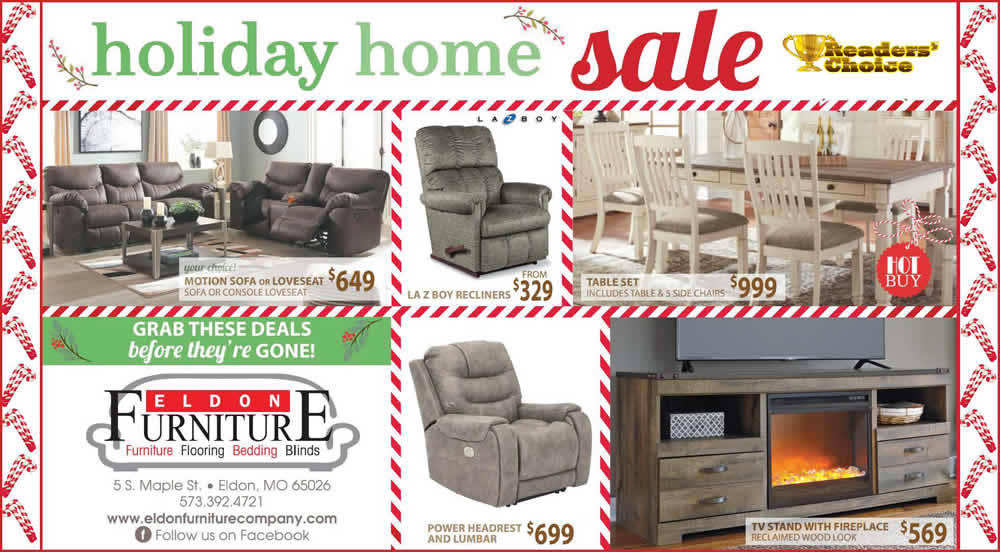 holiday home sale
Readers'
Choice
LA Z BOY
your choice!
MOTION SOFA OR LOVESEAT $649
SOFA OR CONSOLE LOVESEAT
FROM
LA Z BOY RECLINERS $329
TABLE SET
INCLUDES TABLE & 5 SIDE CHAIRS $999
HOT
BUY
GRAB THESE DEALS
before they're GONE!
ELDON
FURNITURE
Furniture Flooring Bedding Blinds
5 S. Maple St. • Eldon, MO 65026
573.392.4721
www.eldonfurniturecompany.com
f Follow us on Facebook
POWER HEADREST
AND LUMBAR $699
TV STAND WITH FIREPLACE
RECLAIMED WOOD LOOK $569